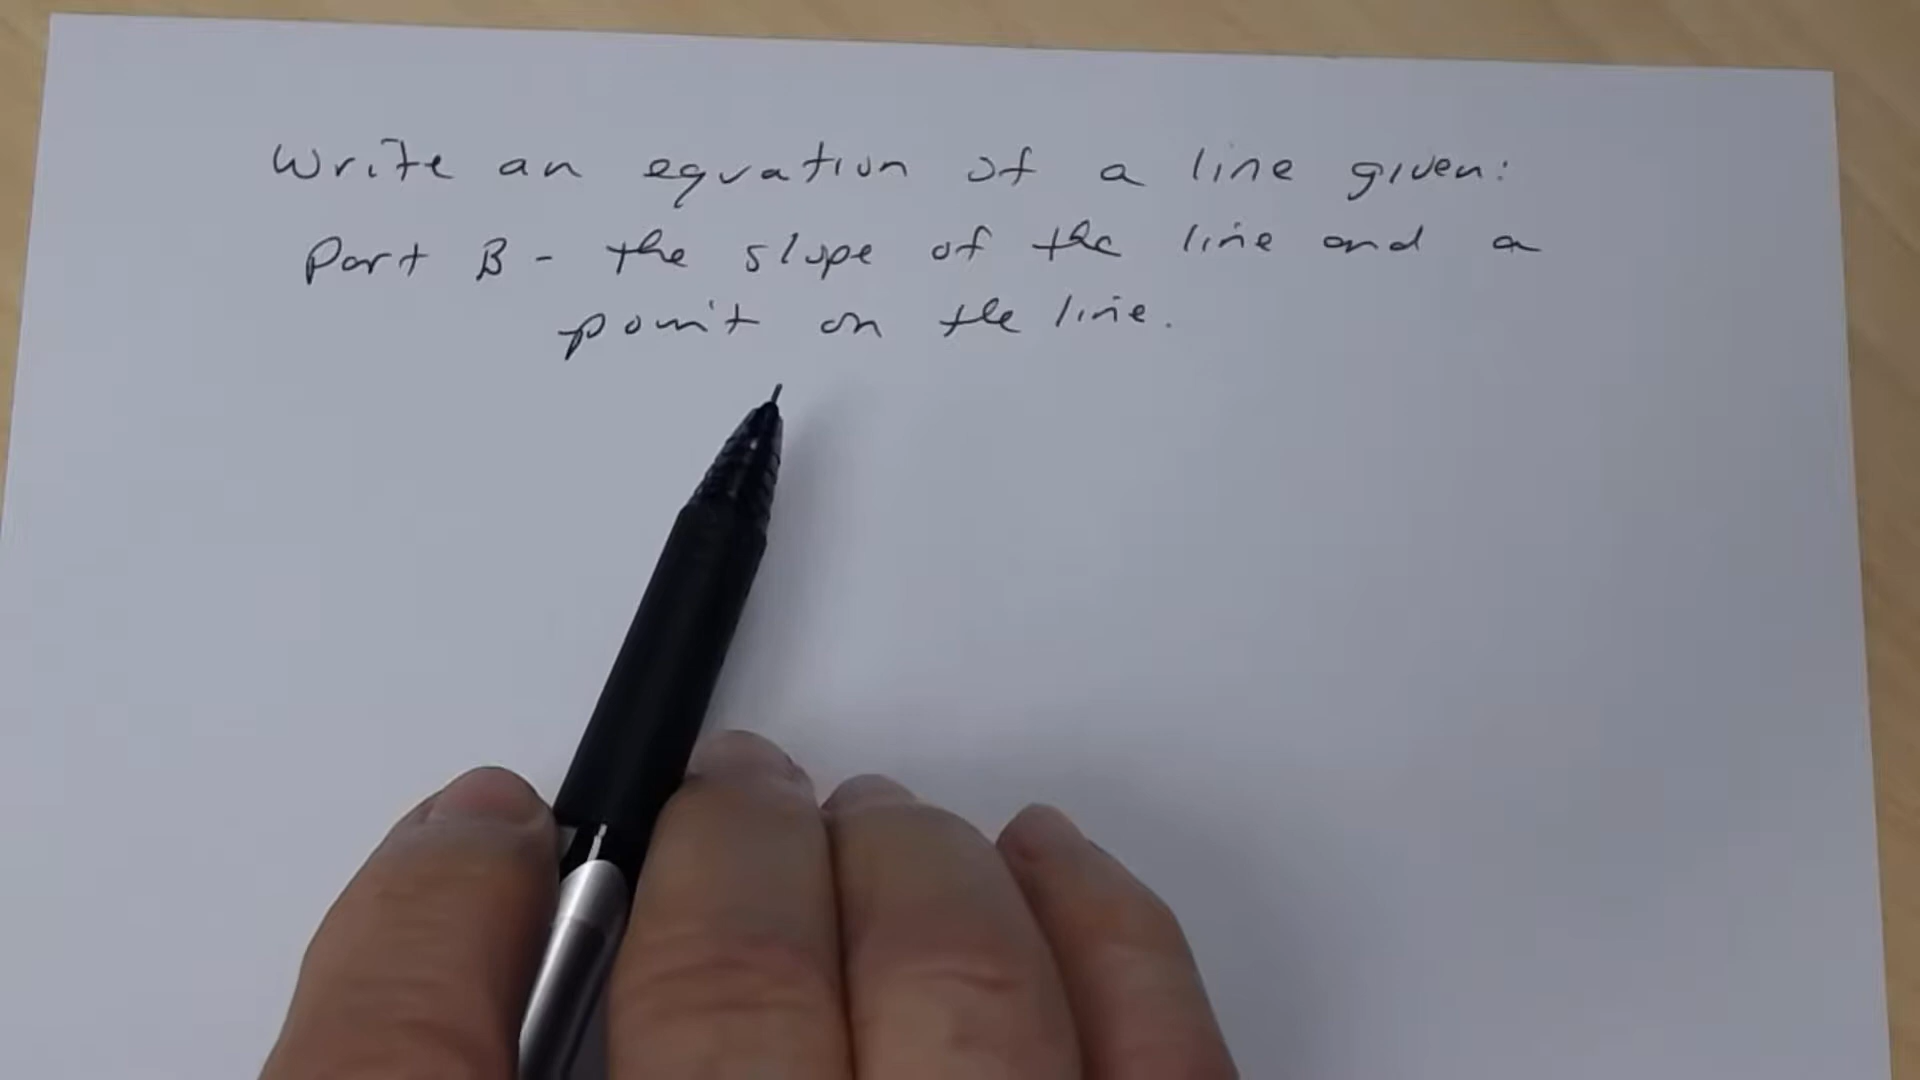 Write an equation of a line given:
Part B - the slope of the line and a
point on the line.